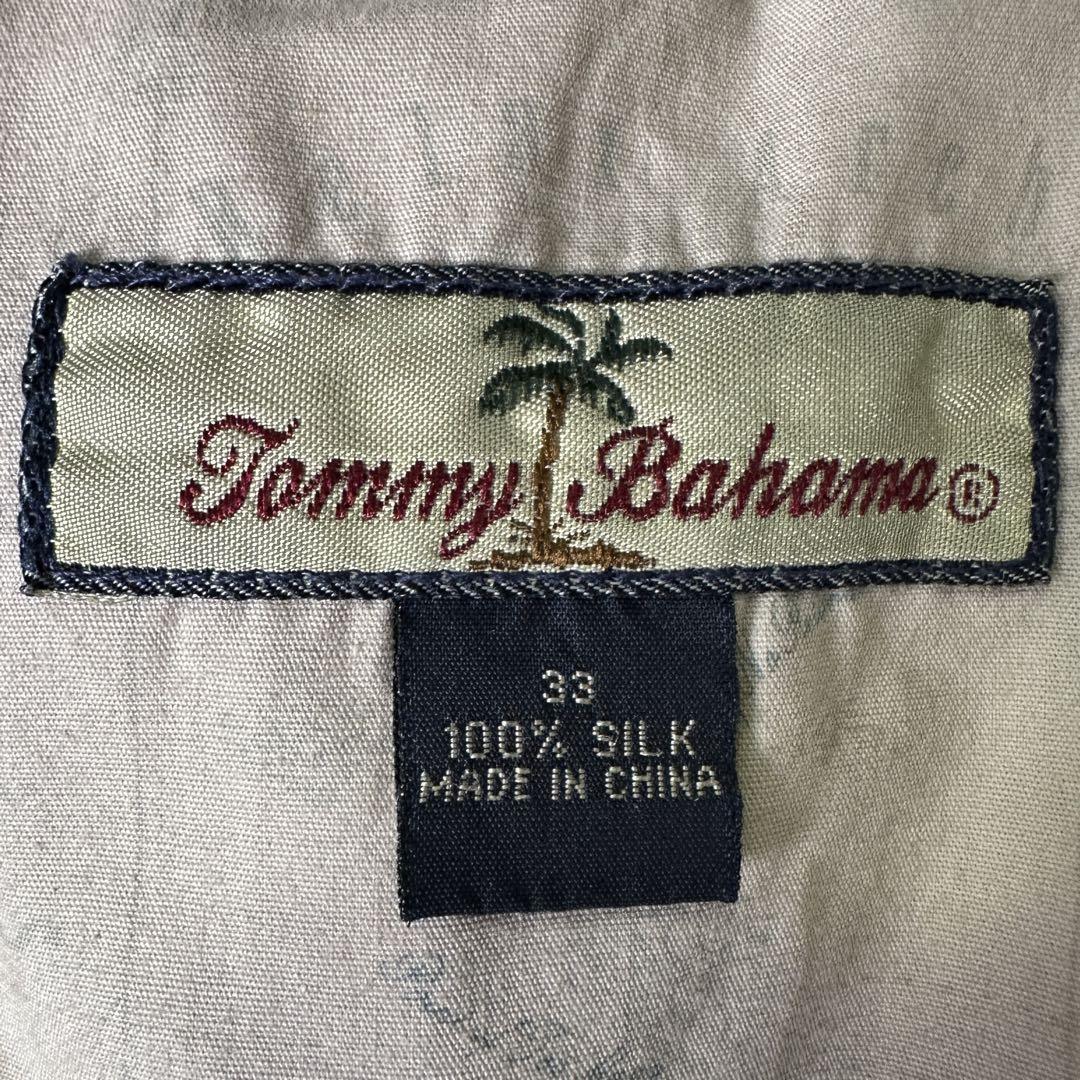 Tommy Bahama®
33
100% SILK
MADE IN CHINA